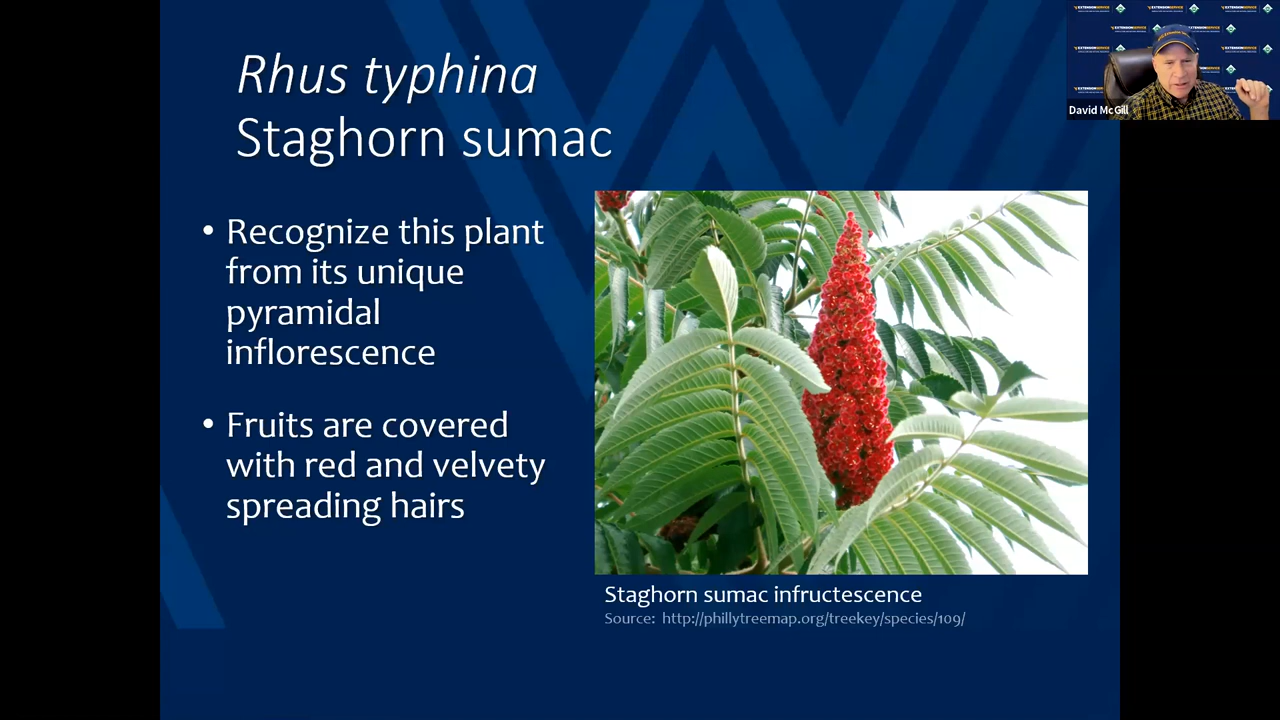 Rhus typhina
Staghorn sumac
• Recognize this plant
from its unique
pyramidal
inflorescence
• Fruits are covered
with red and velvety
spreading hairs
Staghorn sumac infructescence
Source: http://phillytreemap.org/treekey/species/109/
EXTENSIONSERVICE
David McGill